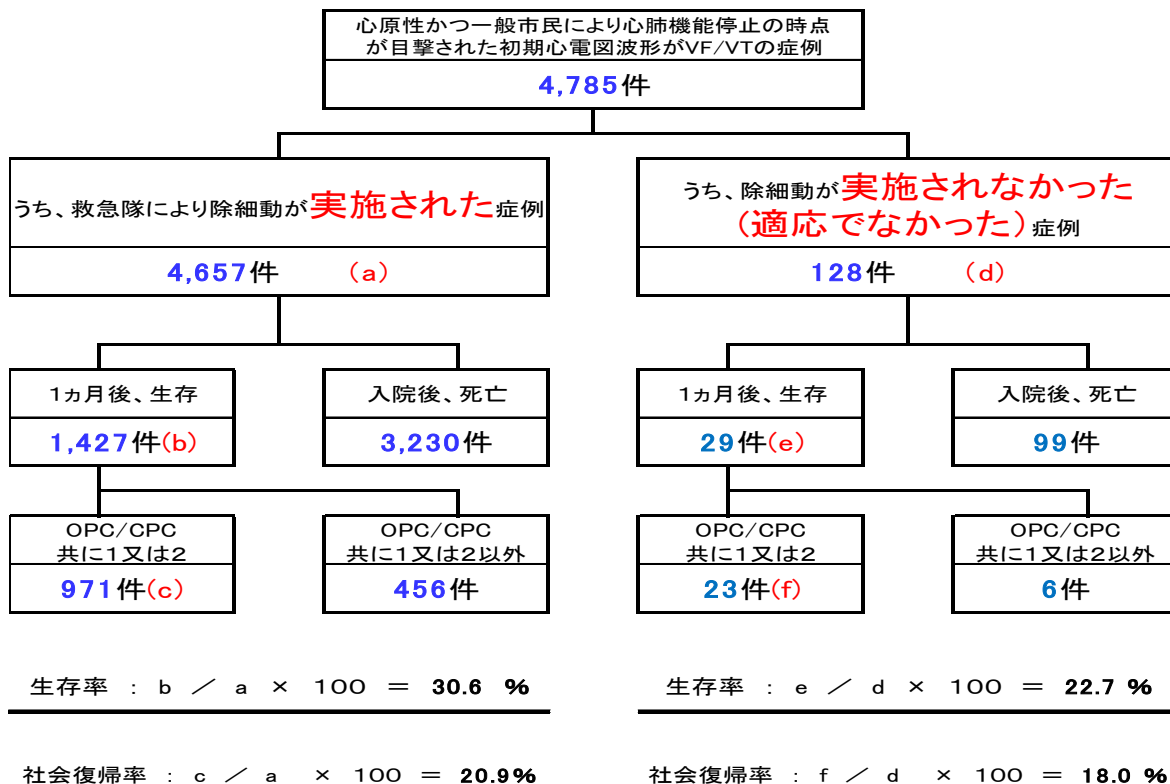 心原性かつ一般市民により心肺機能停止の時点
が目撃された初期心電図波形がVF/VTの症例
4,785件
うち、救急隊により除細動が実施された症例
4,657件 (a)
うち、除細動が実施されなかった
(適応でなかった)症例
128件 (d)
1ヵ月後、生存
1,427件(b)
入院後、死亡
3,230件
1ヵ月後、生存
29件(e)
入院後、死亡
99件
OPC/CPC
共に1又は2
971件(c)
OPC/CPC
共に1又は2以外
456件
OPC/CPC
共に1又は2
23件(f)
OPC/CPC
共に1又は2以外
6件
生存率 : b / a × 100 = 30.6 %
生存率 : e / d × 100 = 22.7 %
社会復帰率 : c / a × 100 = 20.9%
社会復帰率 : f / d × 100 = 18.0 %